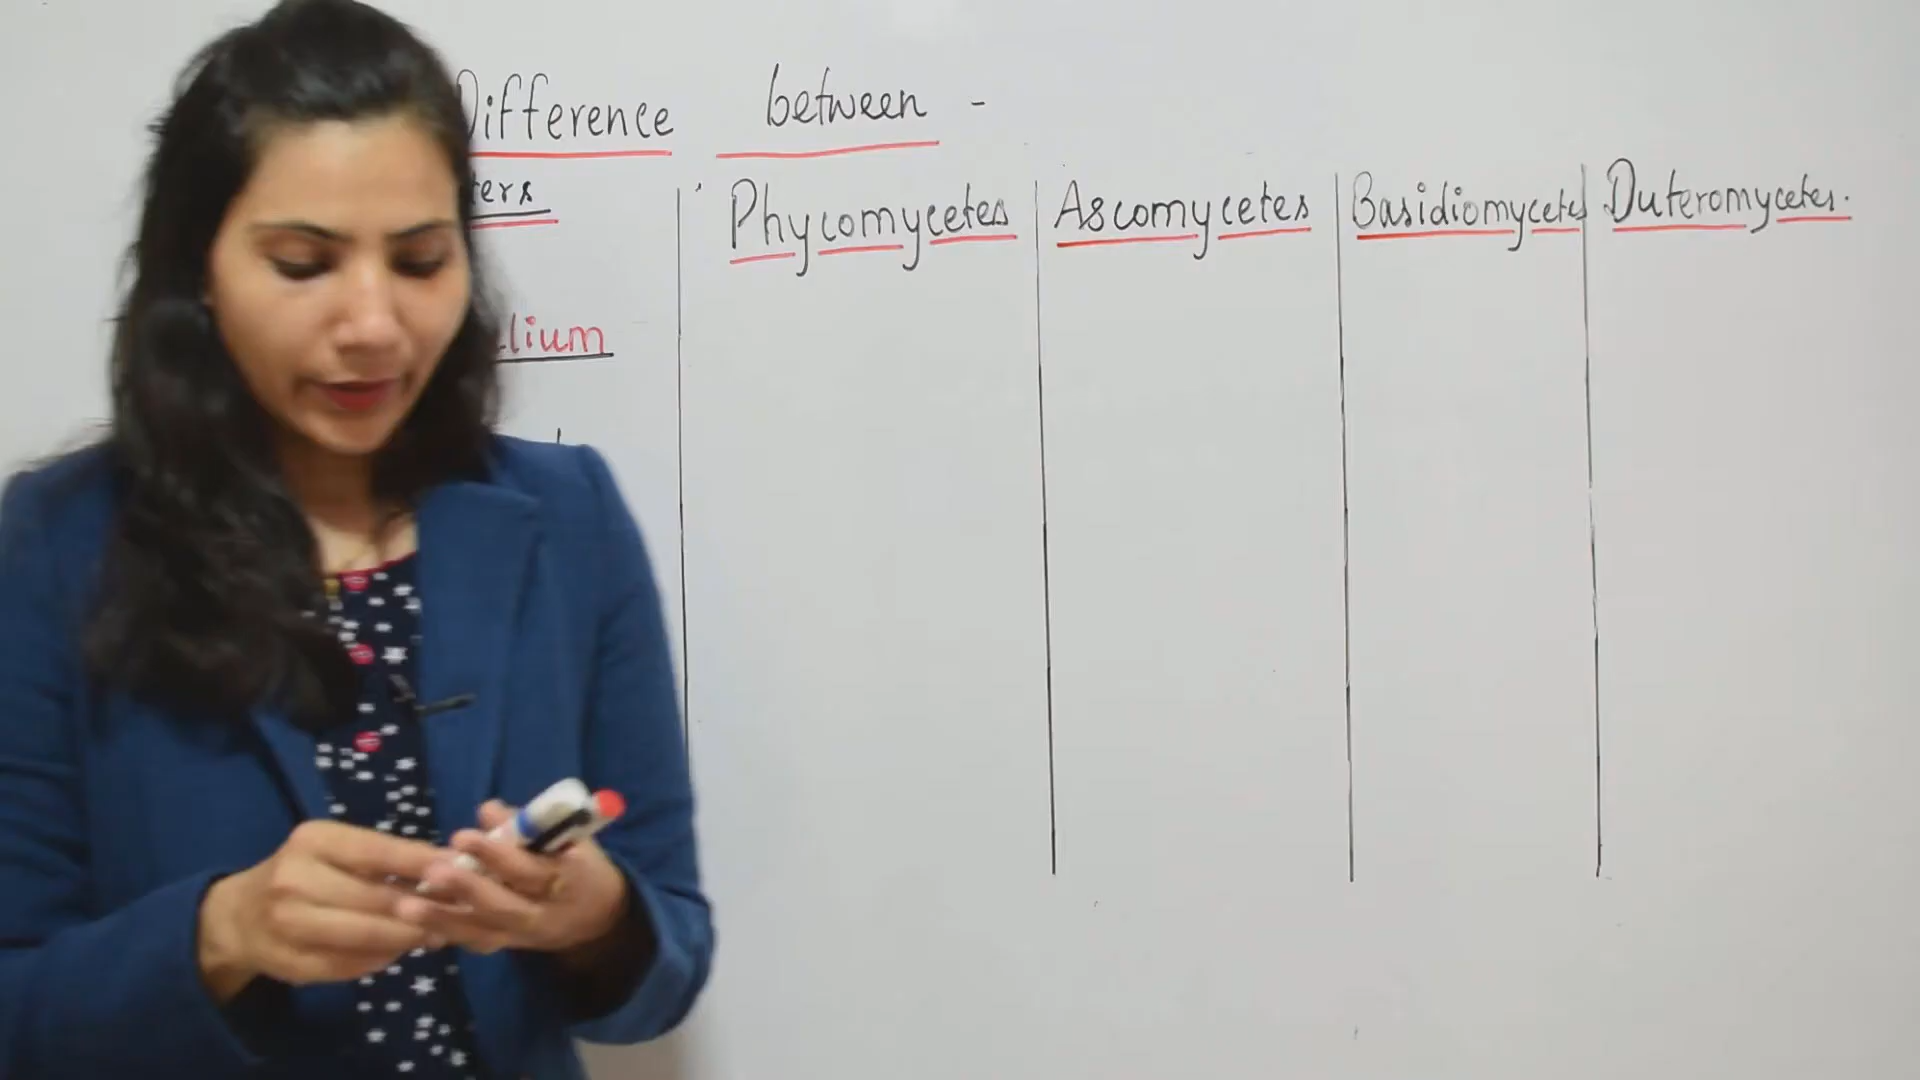 Difference between -
ters Phycomycetes Ascomycetes Basidiomycetes Duteromycetes.
lium